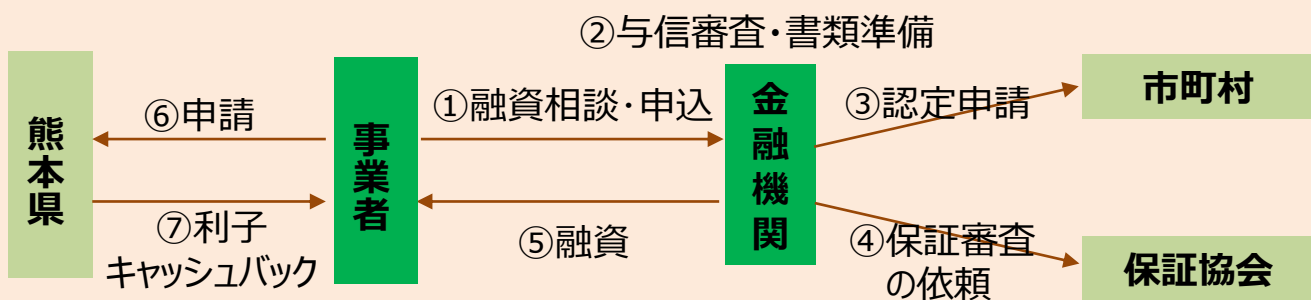 ②与信審査・書類準備
熊本県
⑥申請
⑦利子
キャッシュバック
事業者
①融資相談・申込
⑤融資
金融機関
③認定申請
④保証審査
の依頼
市町村
保証協会